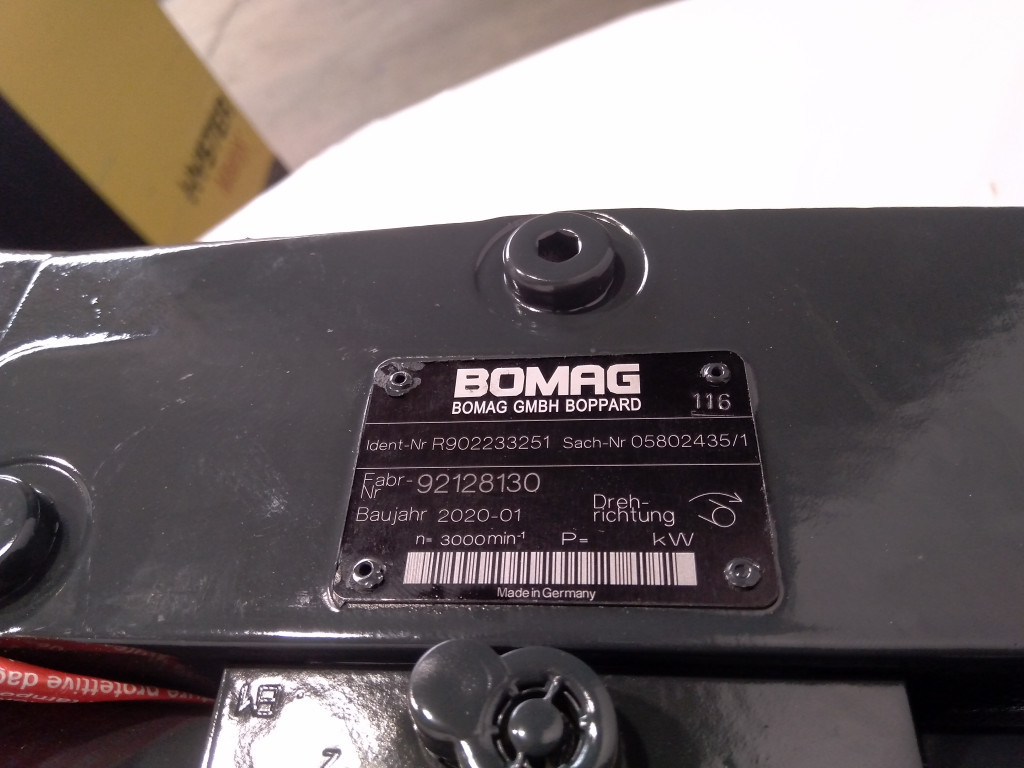 BOMAG
BOMAG GMBH BOPPARD
116
Ident-Nr R902233251 Sach-Nr 05802435/1
Fabr-
Nr 92128130
Dreh-
richtung
Baujahr 2020-01
n= 3000min⁻¹ P= kW
Made in Germany
protettive